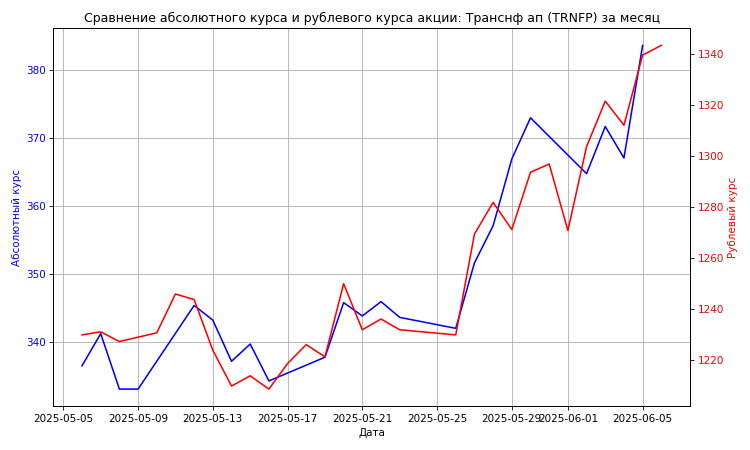 Сравнение абсолютного курса и рублевого курса акции: Транснф ап (TRNFP) за месяц
380
370
360
350
340
Абсолютный курс
1340
1320
1300
1280
1260
1240
1220
Рублевый курс
2025-05-05 2025-05-09 2025-05-13 2025-05-17 2025-05-21 2025-05-25 2025-05-29 2025-06-01 2025-06-05
Дата